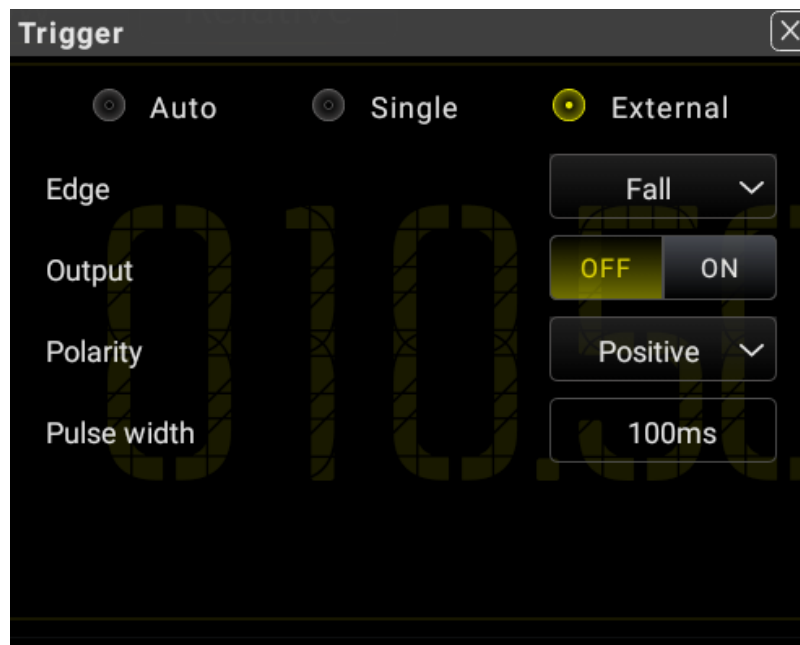 Trigger
Auto Single External
Edge Fall
Output OFF ON
Polarity Positive
Pulse width 100ms